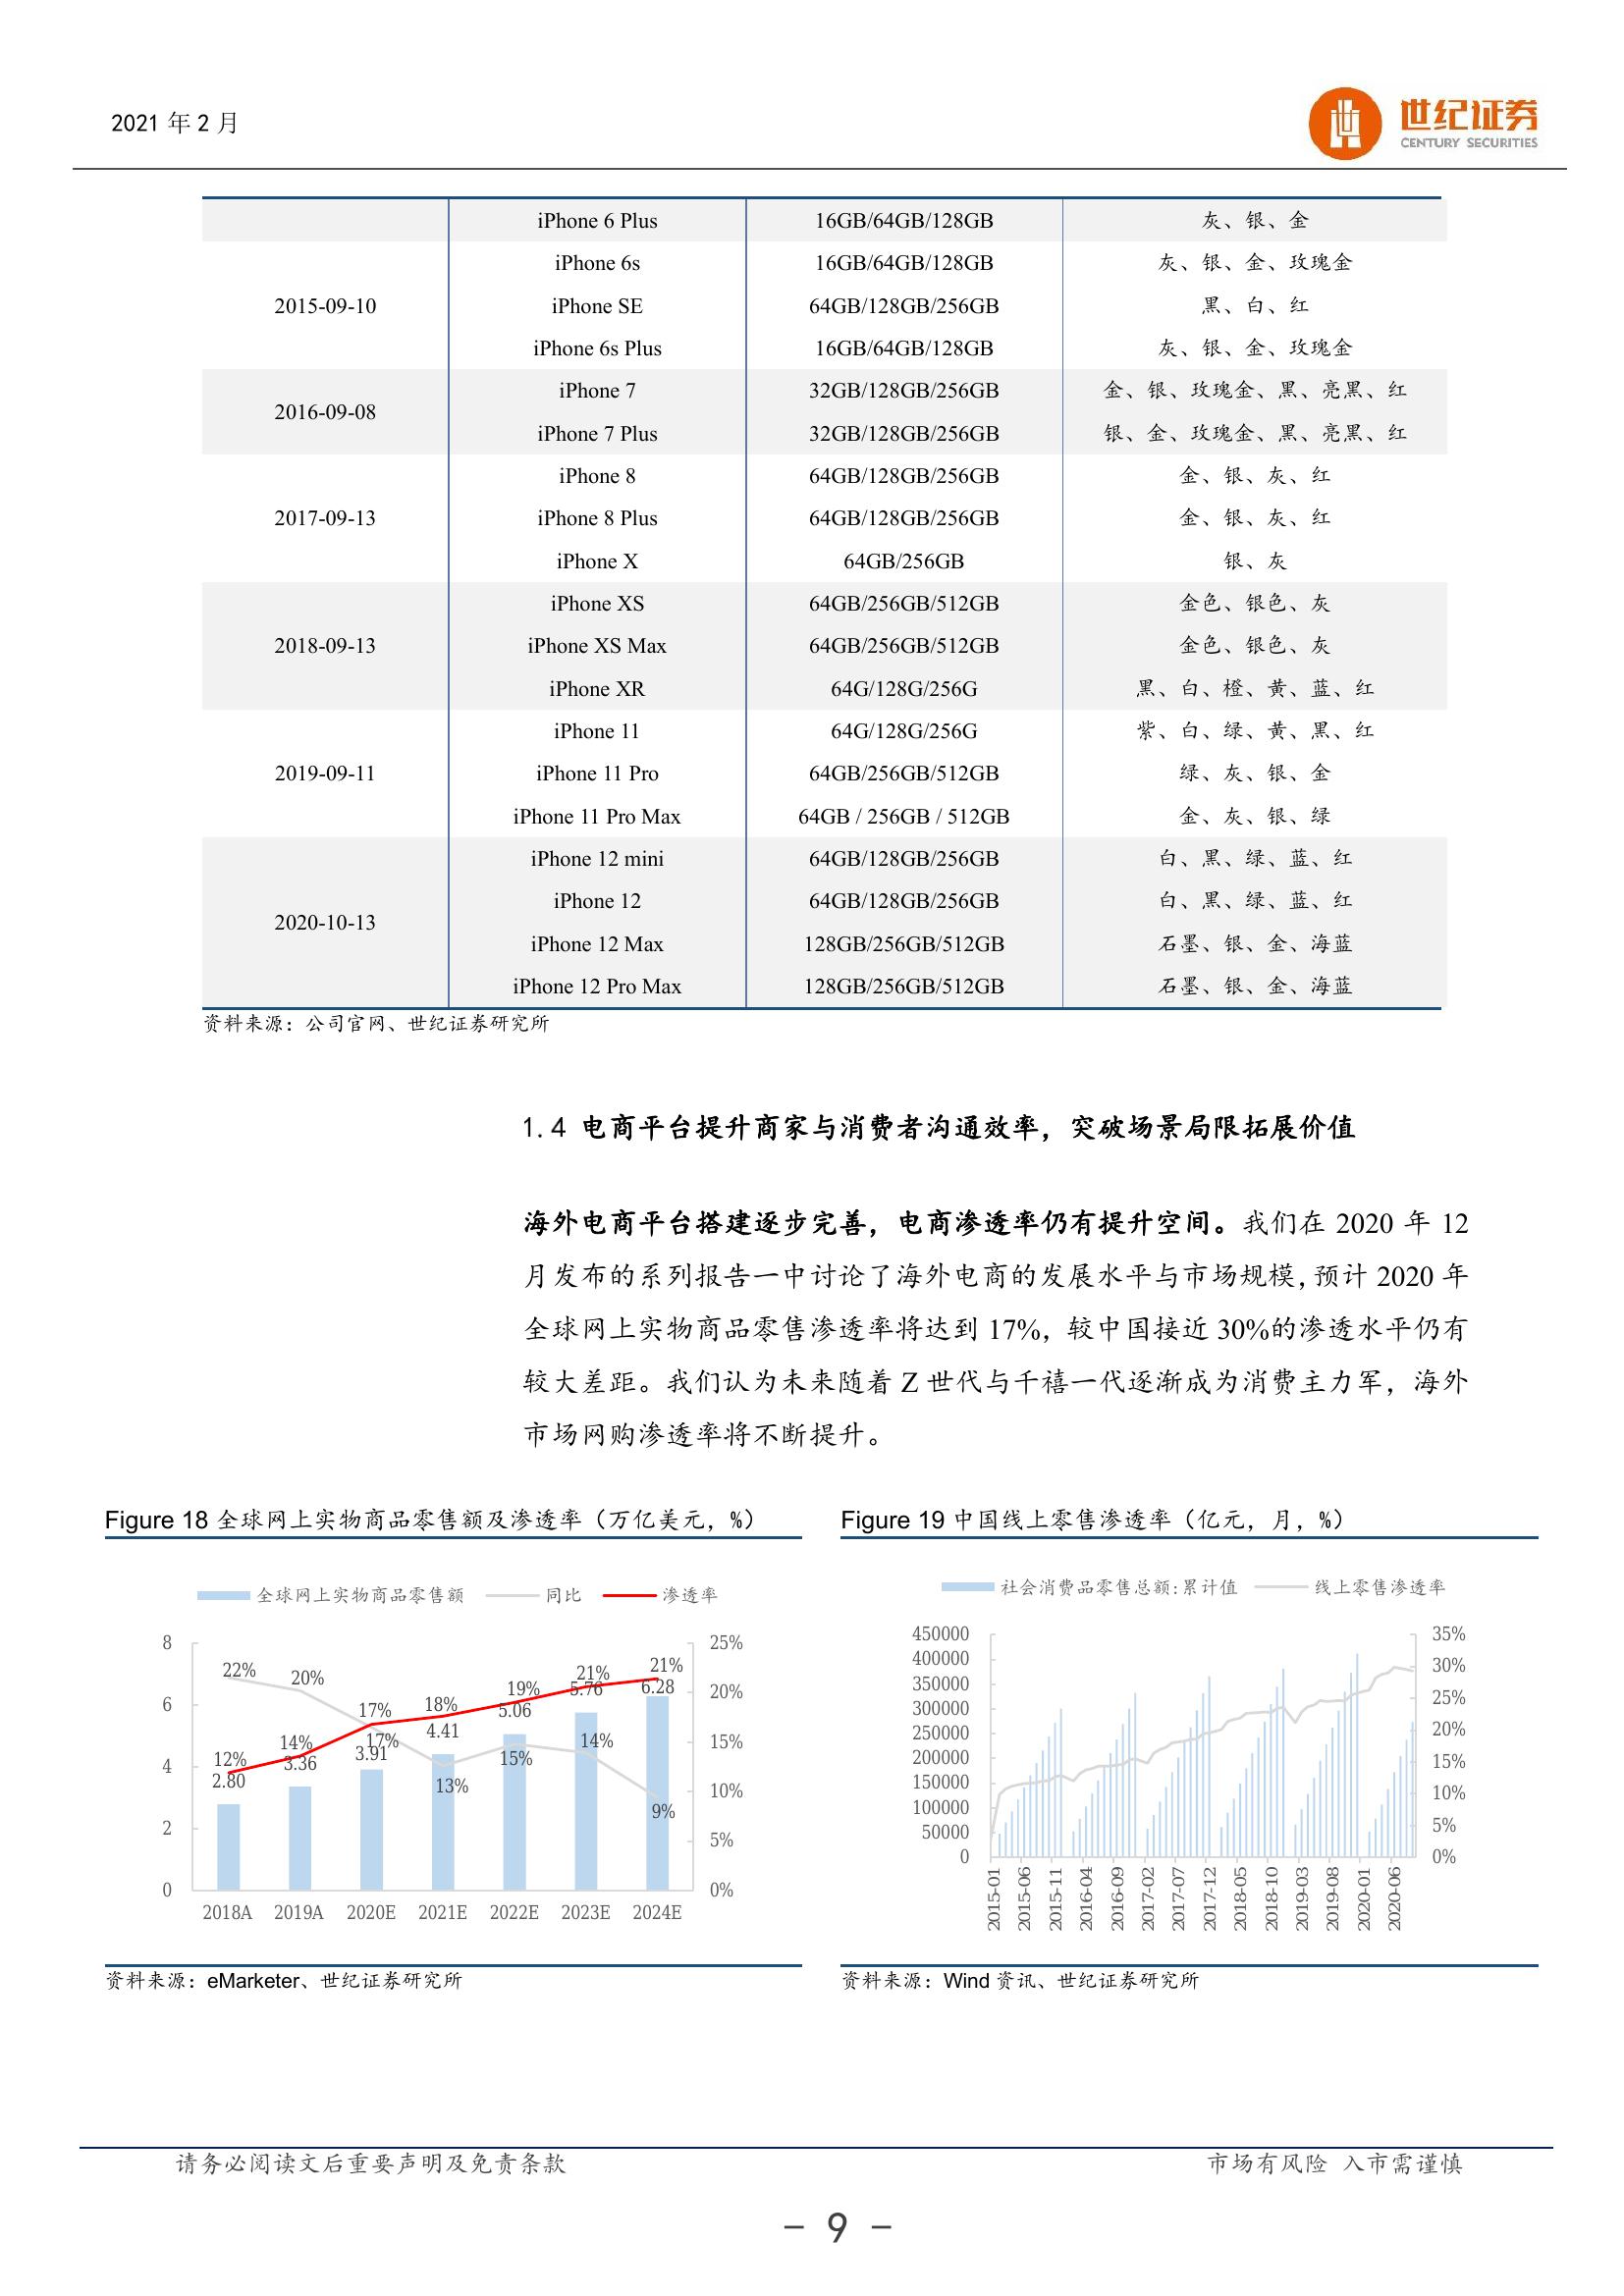 2021 年 2 月
世纪证券
CENTURY SECURITIES
iPhone 6 Plus 16GB/64GB/128GB 灰、银、金
iPhone 6s 16GB/64GB/128GB 灰、银、金、玫瑰金
2015-09-10 iPhone SE 64GB/128GB/256GB 黑、白、红
iPhone 6s Plus 16GB/64GB/128GB 灰、银、金、玫瑰金
2016-09-08 iPhone 7 32GB/128GB/256GB 金、银、玫瑰金、黑、亮黑、红
iPhone 7 Plus 32GB/128GB/256GB 银、金、玫瑰金、黑、亮黑、红
iPhone 8 64GB/128GB/256GB 金、银、灰、红
2017-09-13 iPhone 8 Plus 64GB/128GB/256GB 金、银、灰、红
iPhone X 64GB/256GB 银、灰
iPhone XS 64GB/256GB/512GB 金色、银色、灰
2018-09-13 iPhone XS Max 64GB/256GB/512GB 金色、银色、灰
iPhone XR 64G/128G/256G 黑、白、橙、黄、蓝、红
iPhone 11 64G/128G/256G 紫、白、绿、黄、黑、红
2019-09-11 iPhone 11 Pro 64GB/256GB/512GB 绿、灰、银、金
iPhone 11 Pro Max 64GB / 256GB / 512GB 金、灰、银、绿
iPhone 12 mini 64GB/128GB/256GB 白、黑、绿、蓝、红
iPhone 12 64GB/128GB/256GB 白、黑、绿、蓝、红
2020-10-13
iPhone 12 Max 128GB/256GB/512GB 石墨、银、金、海蓝
iPhone 12 Pro Max 128GB/256GB/512GB 石墨、银、金、海蓝
资料来源：公司官网、世纪证券研究所
1.4 电商平台提升商家与消费者沟通效率，突破场景局限拓展价值
海外电商平台搭建逐步完善，电商渗透率仍有提升空间。我们在 2020 年 12
月发布的系列报告一中讨论了海外电商的发展水平与市场规模，预计 2020 年
全球网上实物商品零售渗透率将达到 17%，较中国接近 30%的渗透水平仍有
较大差距。我们认为未来随着 Z 世代与千禧一代逐渐成为消费主力军，海外
市场网购渗透率将不断提升。
Figure 18 全球网上实物商品零售额及渗透率（万亿美元，%）
全球网上实物商品零售额 同比 渗透率
8
6
4
2
0
25%
20%
15%
10%
5%
0%
22% 20% 17% 13% 15% 14% 9%
12% 14% 17% 18% 19% 21% 21%
2.80 3.36 3.91 4.41 5.06 5.76 6.28
2018A 2019A 2020E 2021E 2022E 2023E 2024E
资料来源：eMarketer、世纪证券研究所
Figure 19 中国线上零售渗透率（亿元，月，%）
社会消费品零售总额:累计值 线上零售渗透率
450000
400000
350000
300000
250000
200000
150000
100000
50000
0
35%
30%
25%
20%
15%
10%
5%
0%
2015-01 2015-06 2015-11 2016-04 2016-09 2017-02 2017-07 2017-12 2018-05 2018-10 2019-03 2019-08 2020-01 2020-06
资料来源：Wind 资讯、世纪证券研究所
请务必阅读文后重要声明及免责条款 市场有风险 入市需谨慎
- 9 -